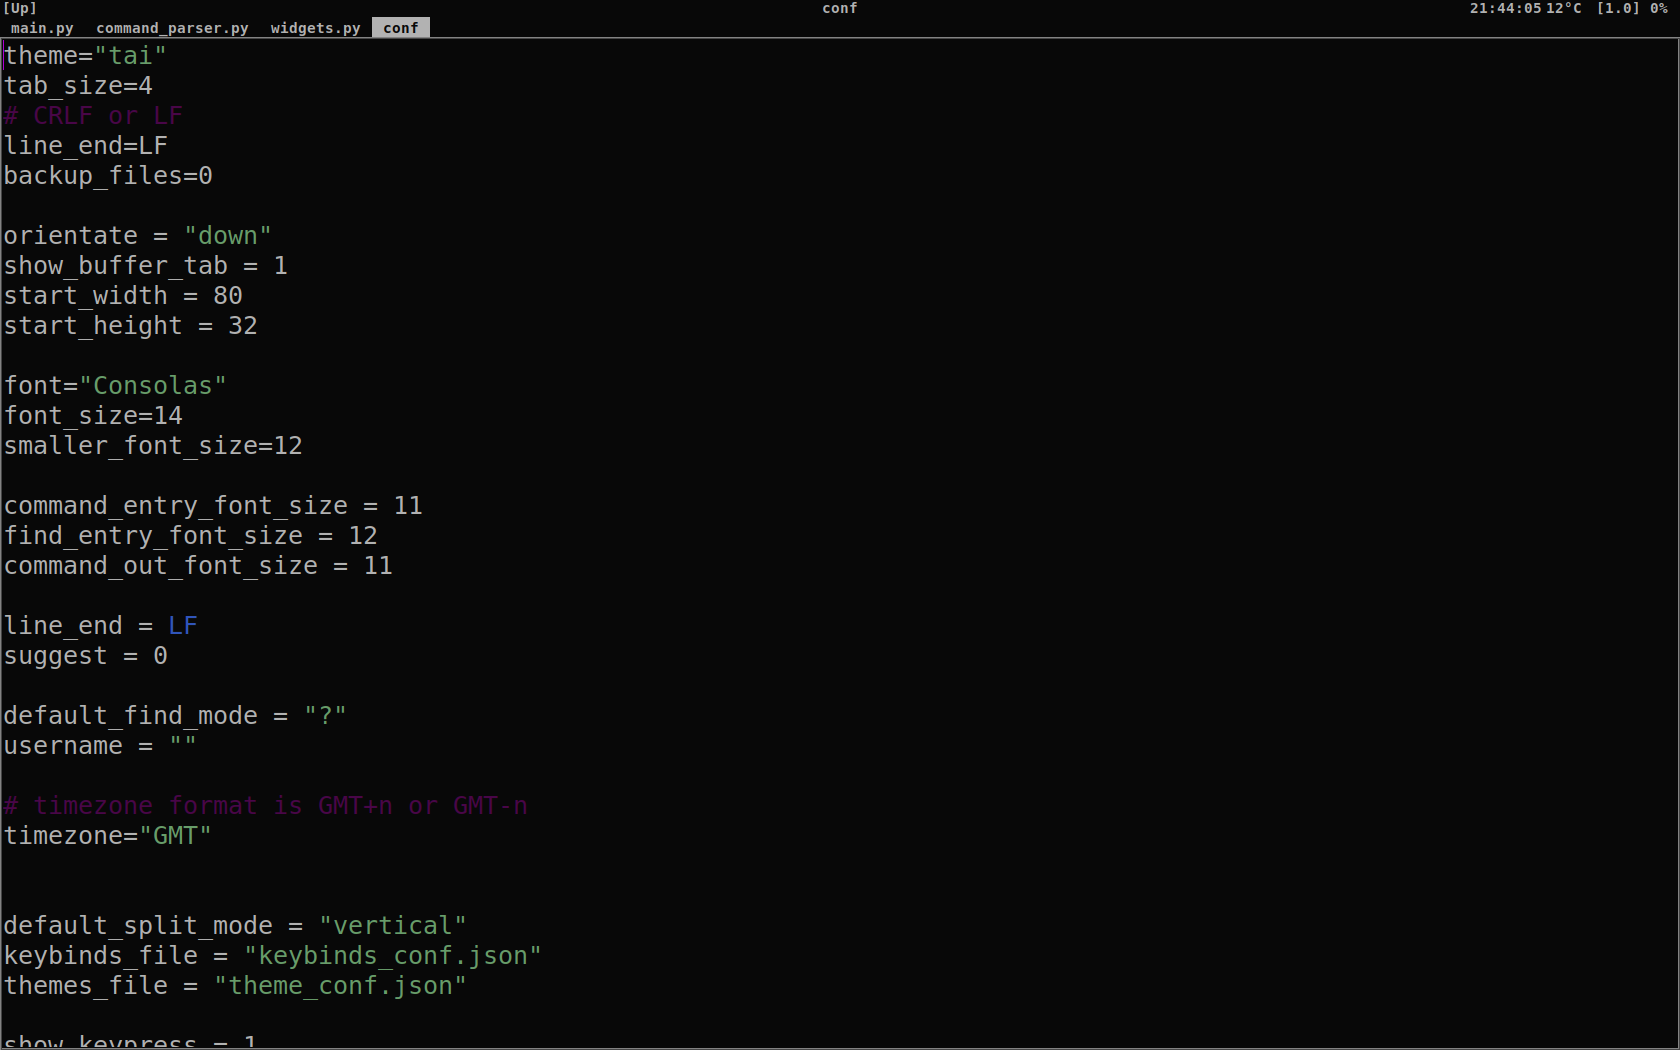 [Up] conf 21:44:05 12°C [1.0] 0%
main.py command_parser.py widgets.py conf
theme="tai"
tab_size=4
# CRLF or LF
line_end=LF
backup_files=0
orientate = "down"
show_buffer_tab = 1
start_width = 80
start_height = 32
font="Consolas"
font_size=14
smaller_font_size=12
command_entry_font_size = 11
find_entry_font_size = 12
command_out_font_size = 11
line_end = LF
suggest = 0
default_find_mode = "?"
username = ""
# timezone format is GMT+n or GMT-n
timezone="GMT"
default_split_mode = "vertical"
keybinds_file = "keybinds_conf.json"
themes_file = "theme_conf.json"
show_keypress = 1